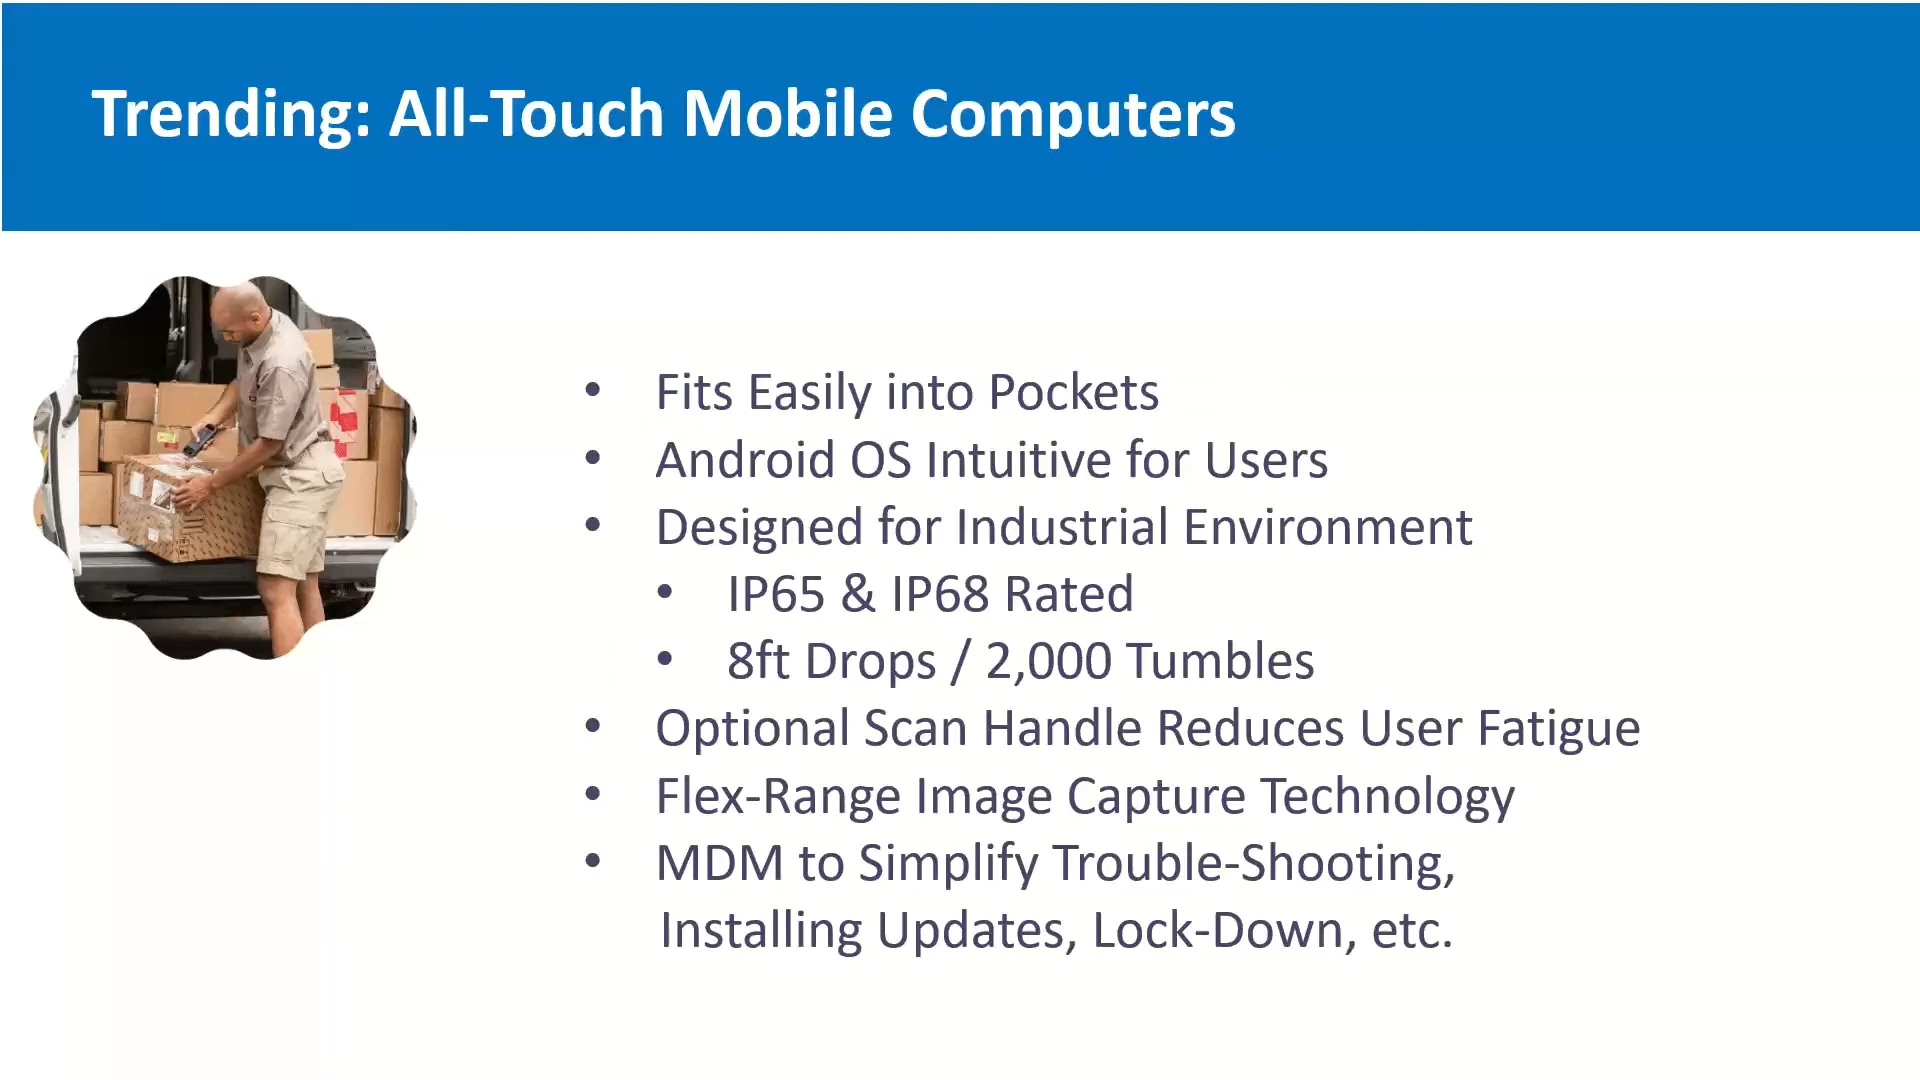 Trending: All-Touch Mobile Computers
• Fits Easily into Pockets
• Android OS Intuitive for Users
• Designed for Industrial Environment
• IP65 & IP68 Rated
• 8ft Drops / 2,000 Tumbles
• Optional Scan Handle Reduces User Fatigue
• Flex-Range Image Capture Technology
• MDM to Simplify Trouble-Shooting,
Installing Updates, Lock-Down, etc.